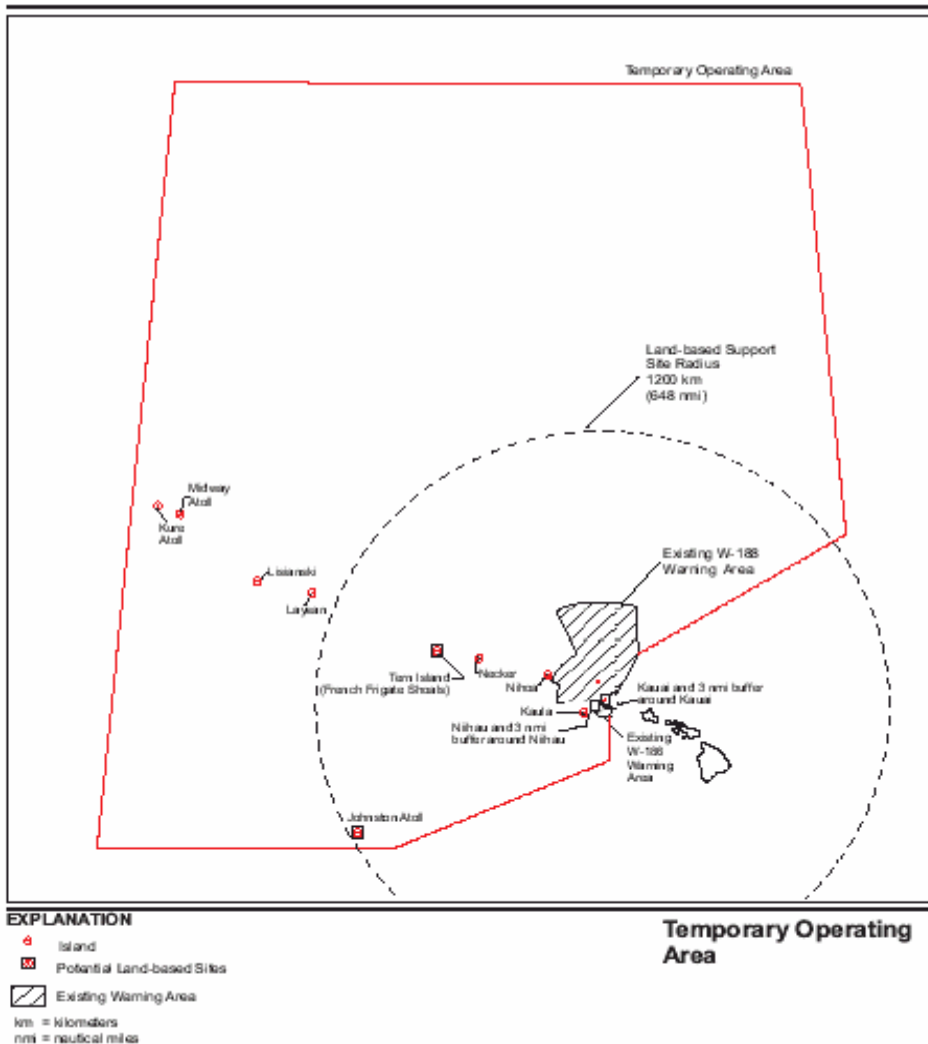 Temporary Operating Area
Land-based Support
Site Radius
1200 km
(648 nmi)
Midway
Atoll
Kure
Atoll
Lisianski
Laysan
Existing W-188
Warning Area
Tern Island
(French Frigate Shoals)
Necker
Nihoa
Kauai and 3 nmi buffer
around Kauai
Kaula
Niihau and 3 nmi
buffer around Niihau
Existing
W-188
Warning
Area
Johnston Atoll
EXPLANATION
Island
Potential Land-based Sites
Existing Warning Area
km = kilometers
nmi = nautical miles
Temporary Operating
Area